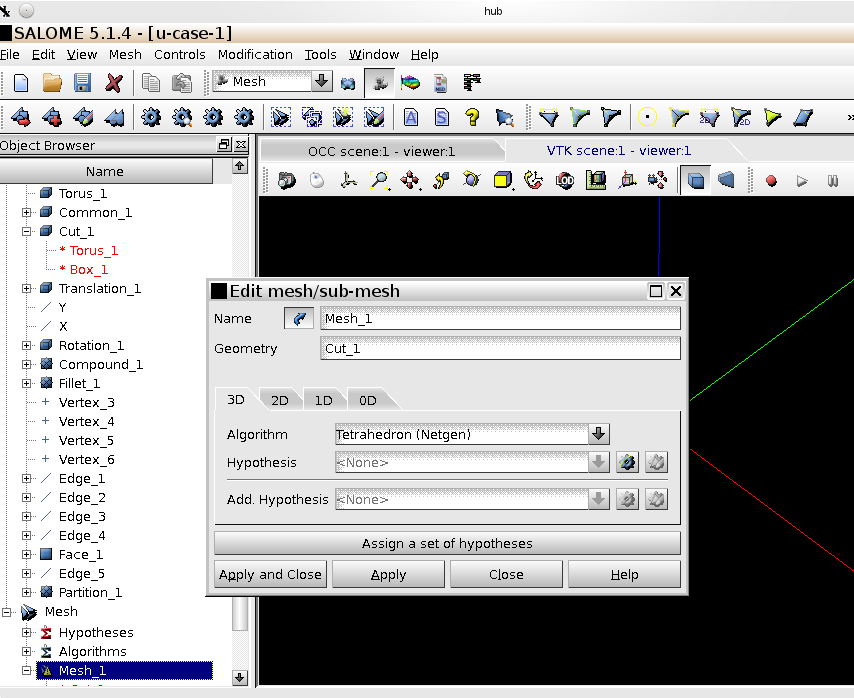 hub
SALOME 5.1.4 - [u-case-1]
File Edit View Mesh Controls Modification Tools Window Help
Mesh
Object Browser
OCC scene:1 - viewer:1
VTK scene:1 - viewer:1
Name
Torus_1
Common_1
Cut_1
* Torus_1
* Box_1
Translation_1
Y
X
Rotation_1
Compound_1
Fillet_1
Vertex_3
Vertex_4
Vertex_5
Vertex_6
Edge_1
Edge_2
Edge_3
Edge_4
Face_1
Edge_5
Partition_1
Mesh
Hypotheses
Algorithms
Mesh_1
Edit mesh/sub-mesh
Name Mesh_1
Geometry Cut_1
3D 2D 1D 0D
Algorithm Tetrahedron (Netgen)
Hypothesis <None>
Add. Hypothesis <None>
Assign a set of hypotheses
Apply and Close Apply Close Help